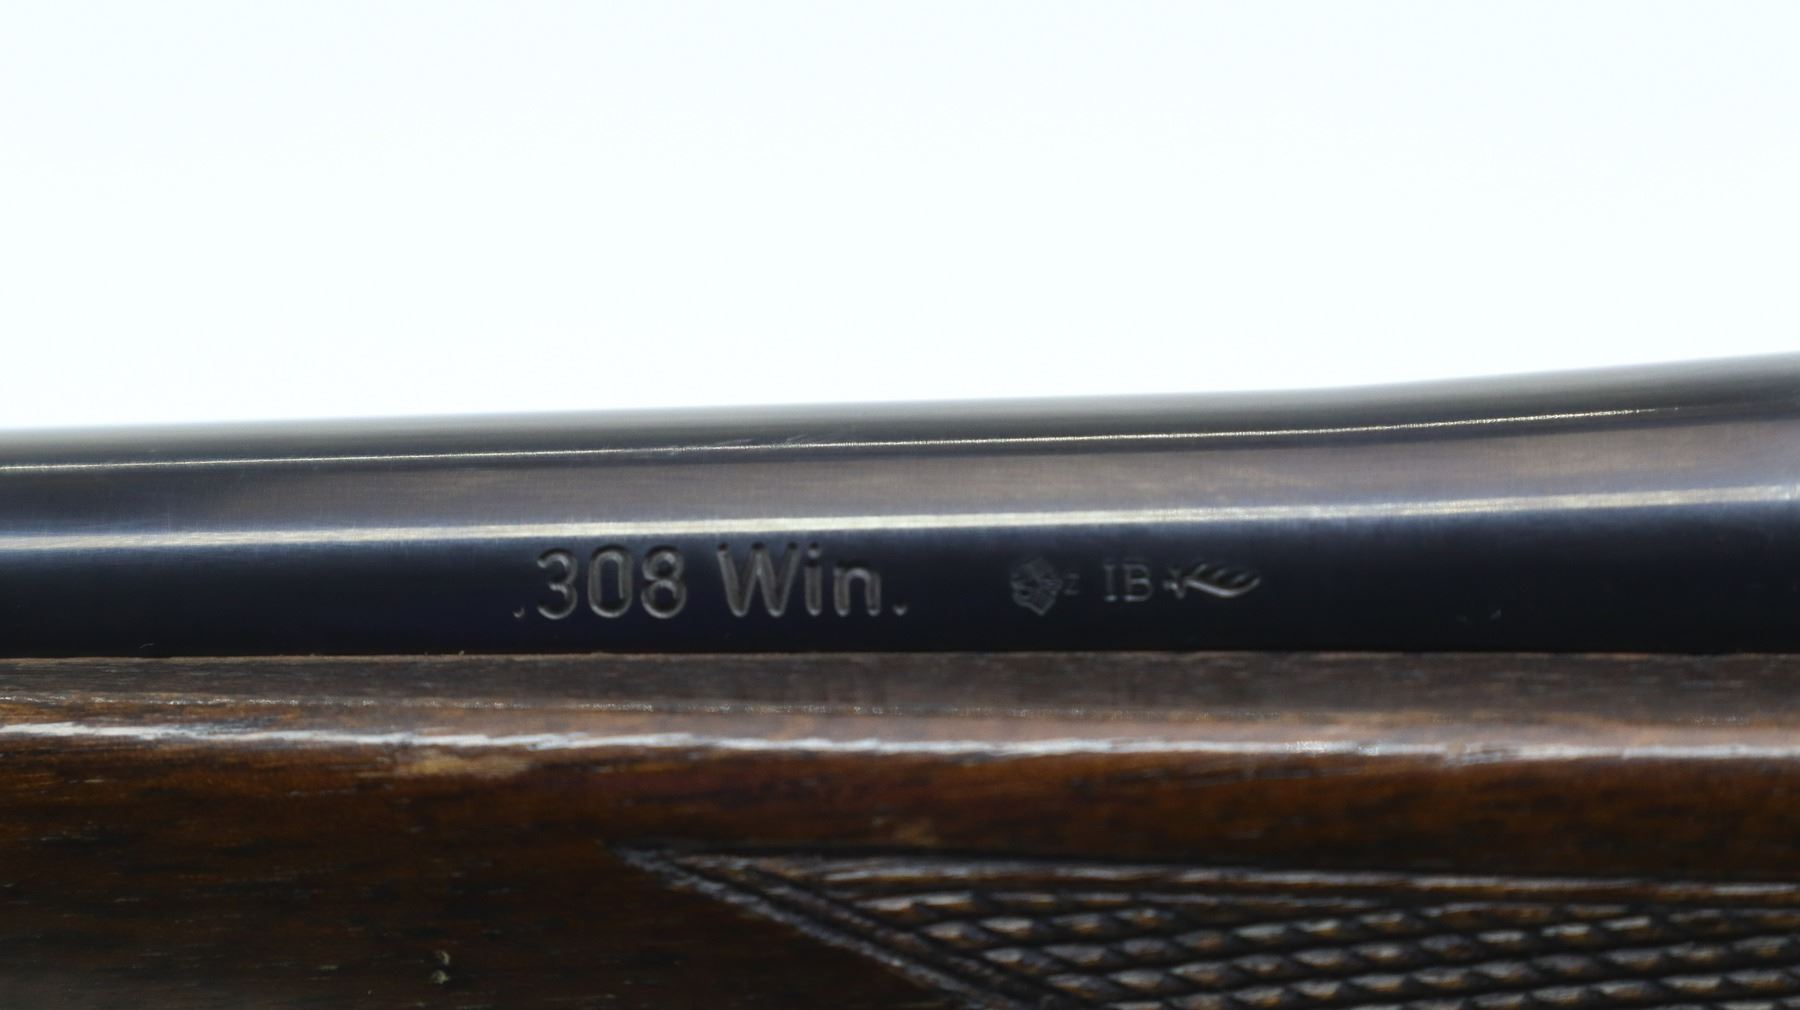 .308 Win. IB